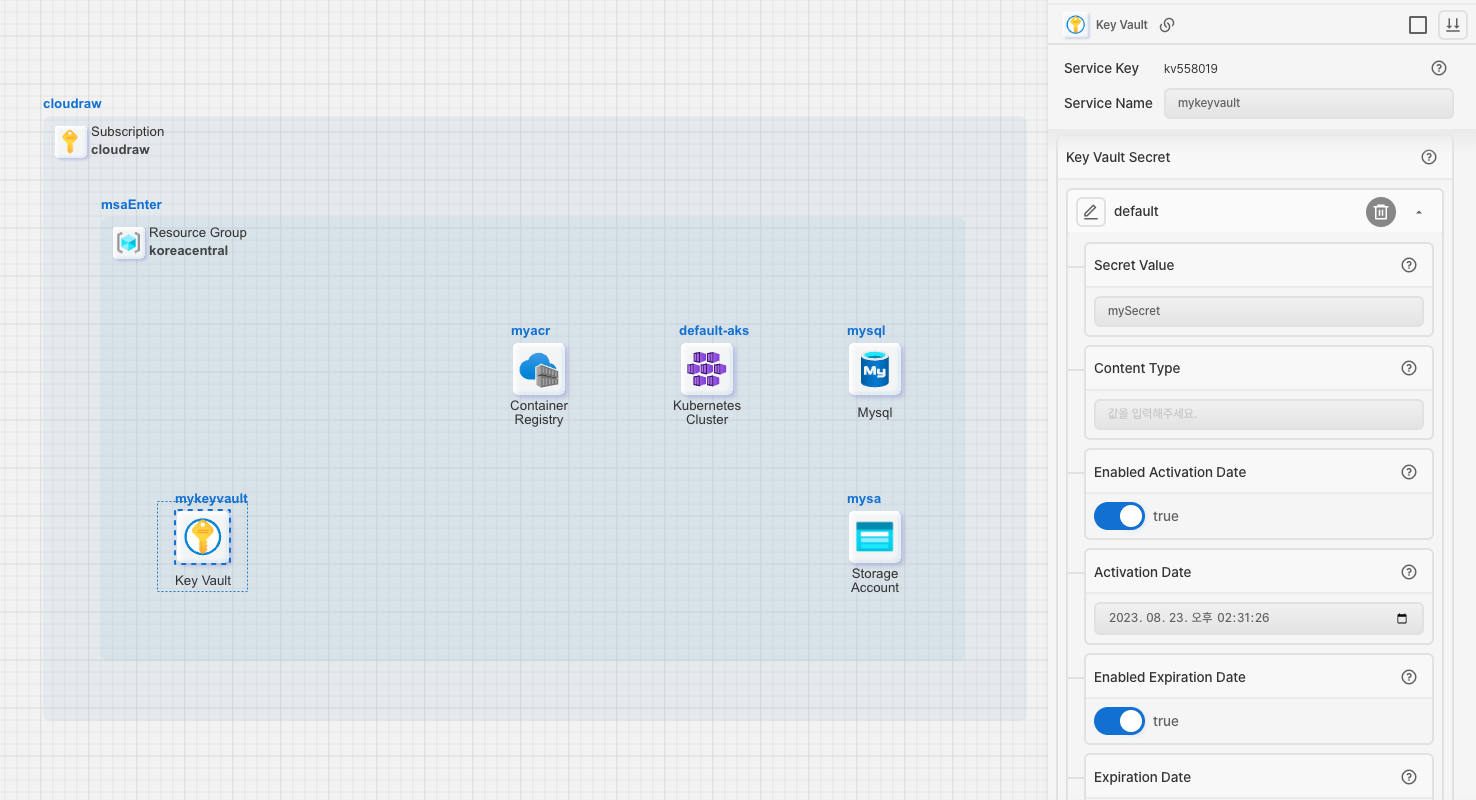 cloudraw
Subscription
cloudraw
msaEnter
Resource Group
koreacentral
myacr
Container
Registry
default-aks
Kubernetes
Cluster
mysql
My
Mysql
mykeyvault
Key Vault
mysa
Storage
Account
Key Vault
Service Key
kv558019
Service Name
mykeyvault
Key Vault Secret
default
Secret Value
mySecret
Content Type
값을 입력해주세요.
Enabled Activation Date
true
Activation Date
2023. 08. 23. 오후 02:31:26
Enabled Expiration Date
true
Expiration Date